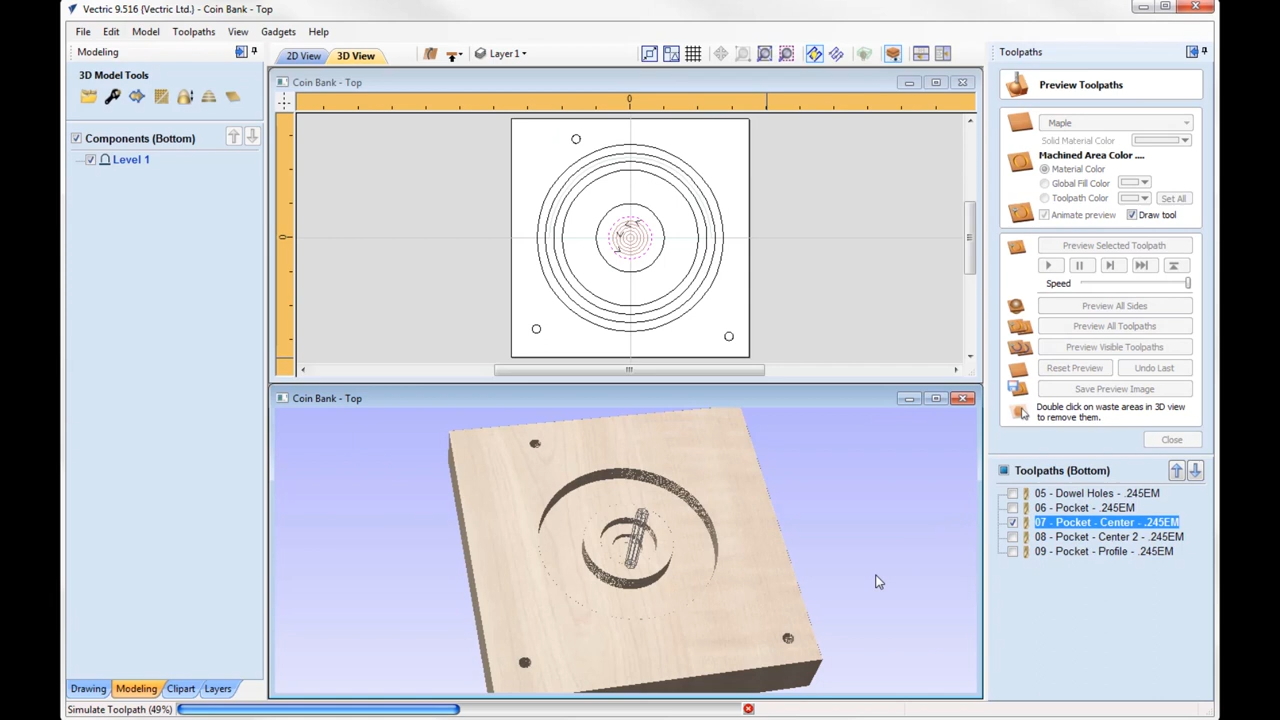 Vectric 9.516 (Vectric Ltd.) - Coin Bank - Top
File Edit Model Toolpaths View Gadgets Help
Modeling
3D Model Tools
Components (Bottom)
Level 1
2D View 3D View Layer 1
Coin Bank - Top
0
0
Coin Bank - Top
Toolpaths
Preview Toolpaths
Maple
Solid Material Color
Machined Area Color ....
Material Color
Global Fill Color
Toolpath Color Set All
Animate preview Draw tool
Preview Selected Toolpath
Speed
Preview All Sides
Preview All Toolpaths
Preview Visible Toolpaths
Reset Preview Undo Last
Save Preview Image
Double click on waste areas in 3D view
to remove them.
Close
Toolpaths (Bottom)
05 - Dowel Holes - .245EM
06 - Pocket - .245EM
07 - Pocket - Center - .245EM
08 - Pocket - Center 2 - .245EM
09 - Pocket - Profile - .245EM
Drawing Modeling Clipart Layers
Simulate Toolpath (49%)